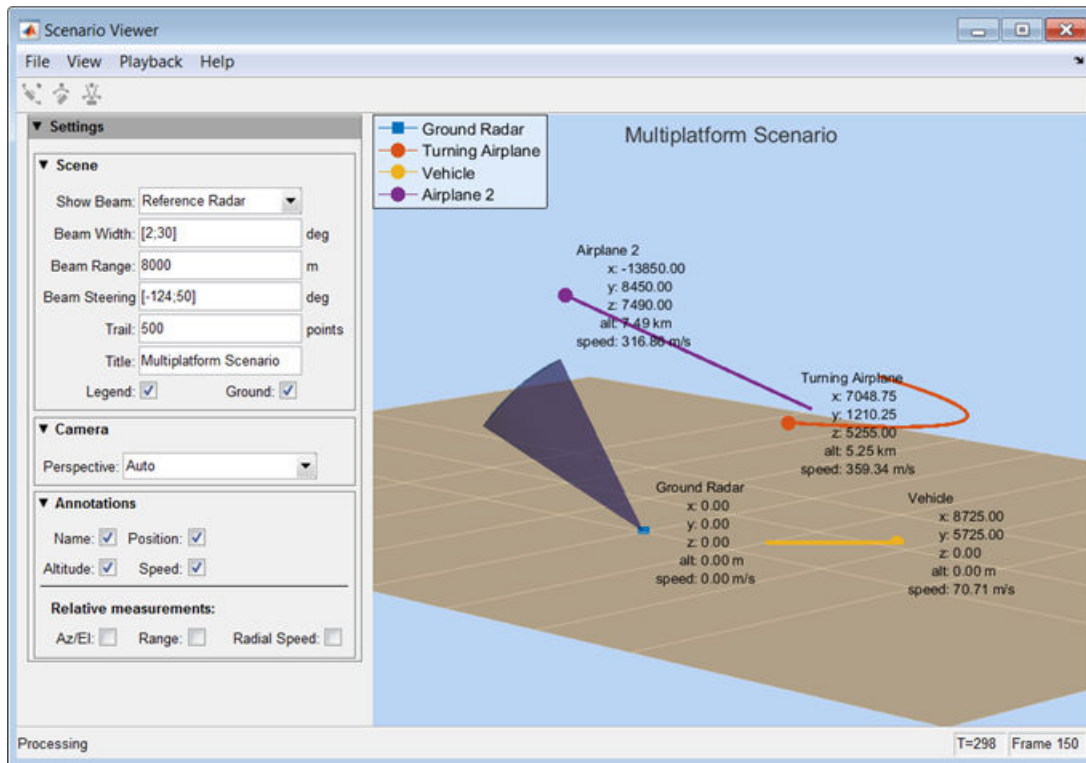 Scenario Viewer
File View Playback Help
Settings
Scene
Show Beam: Reference Radar
Beam Width: [2;30] deg
Beam Range: 8000 m
Beam Steering [-124;50] deg
Trail: 500 points
Title: Multiplatform Scenario
Legend: Ground:
Camera
Perspective: Auto
Annotations
Name: Position:
Altitude: Speed:
Relative measurements:
Az/El: Range: Radial Speed:
Ground Radar
Turning Airplane
Vehicle
Airplane 2
Multiplatform Scenario
Airplane 2
x: -13850.00
y: 8450.00
z: 7490.00
alt: 7.49 km
speed: 316.86 m/s
Turning Airplane
x: 7048.75
y: 1210.25
z: 5255.00
alt: 5.25 km
speed: 359.34 m/s
Ground Radar
x: 0.00
y: 0.00
z: 0.00
alt: 0.00 m
speed: 0.00 m/s
Vehicle
x: 8725.00
y: 5725.00
z: 0.00
alt: 0.00 m
speed: 70.71 m/s
Processing
T=298 Frame 150